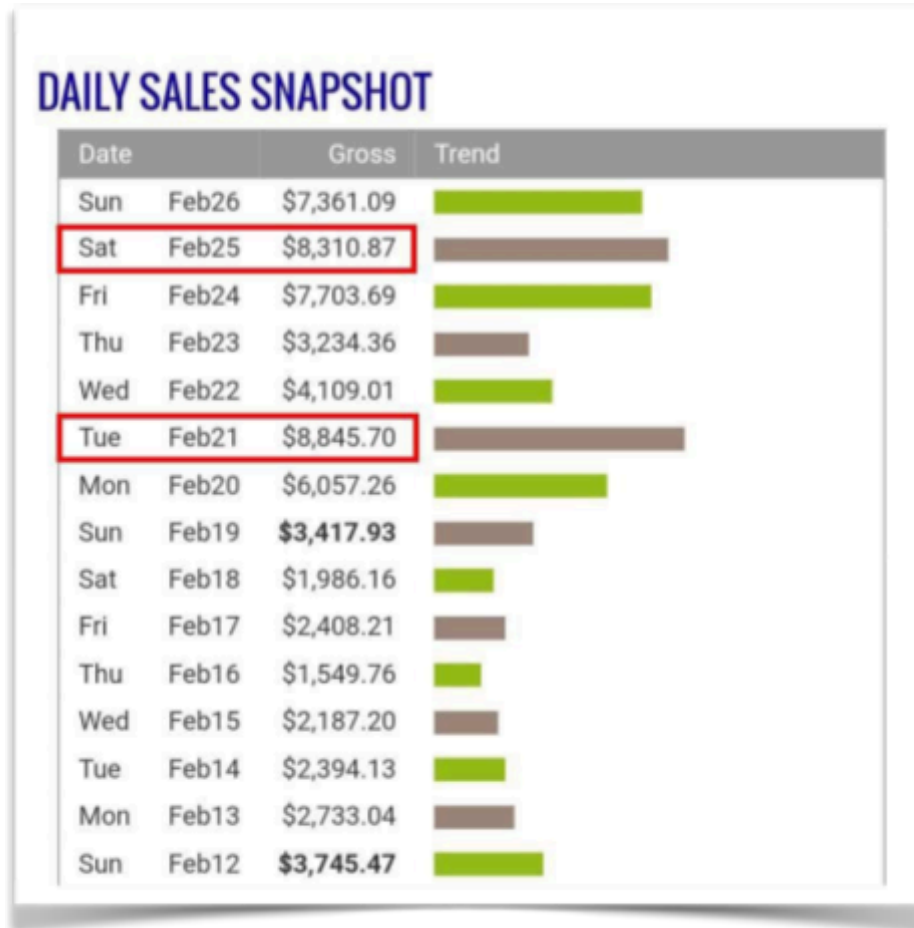 DAILY SALES SNAPSHOT
Date Gross Trend
Sun Feb26 $7,361.09
Sat Feb25 $8,310.87
Fri Feb24 $7,703.69
Thu Feb23 $3,234.36
Wed Feb22 $4,109.01
Tue Feb21 $8,845.70
Mon Feb20 $6,057.26
Sun Feb19 $3,417.93
Sat Feb18 $1,986.16
Fri Feb17 $2,408.21
Thu Feb16 $1,549.76
Wed Feb15 $2,187.20
Tue Feb14 $2,394.13
Mon Feb13 $2,733.04
Sun Feb12 $3,745.47